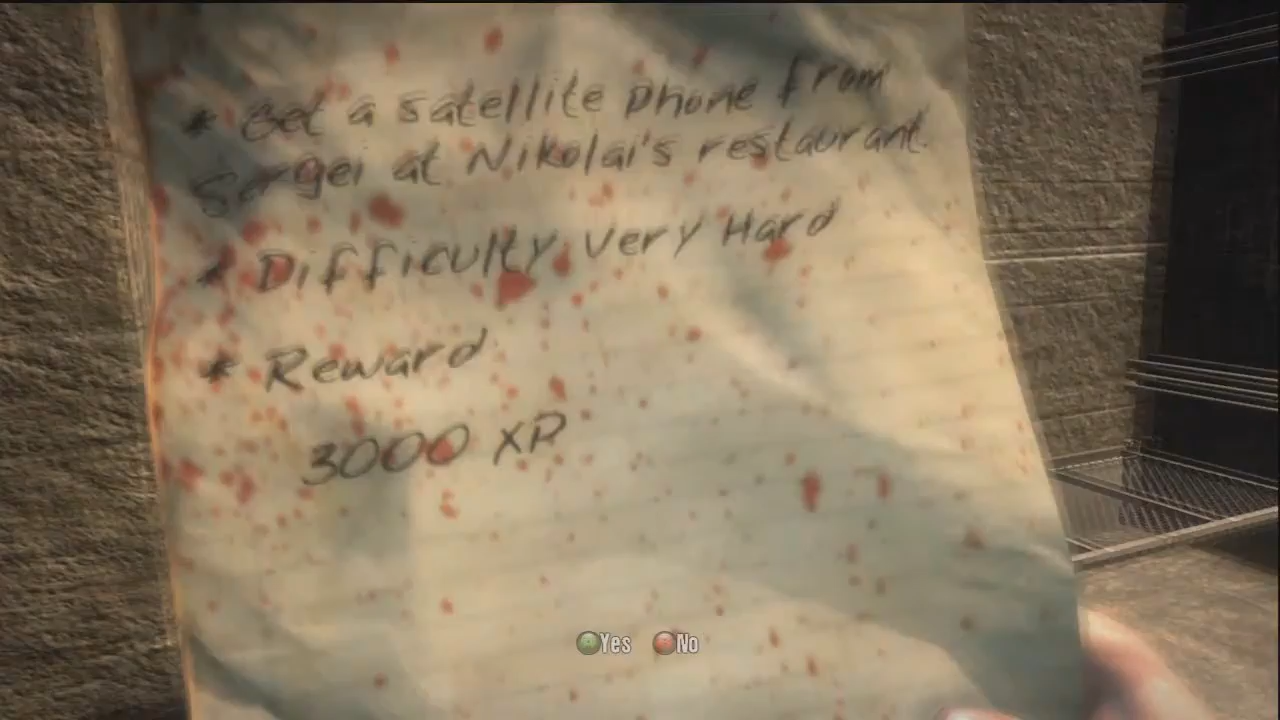 * Get a satellite phone from
Sergei at Nikolai's restaurant.
* Difficulty Very Hard
* Reward
3000 XP
Yes No